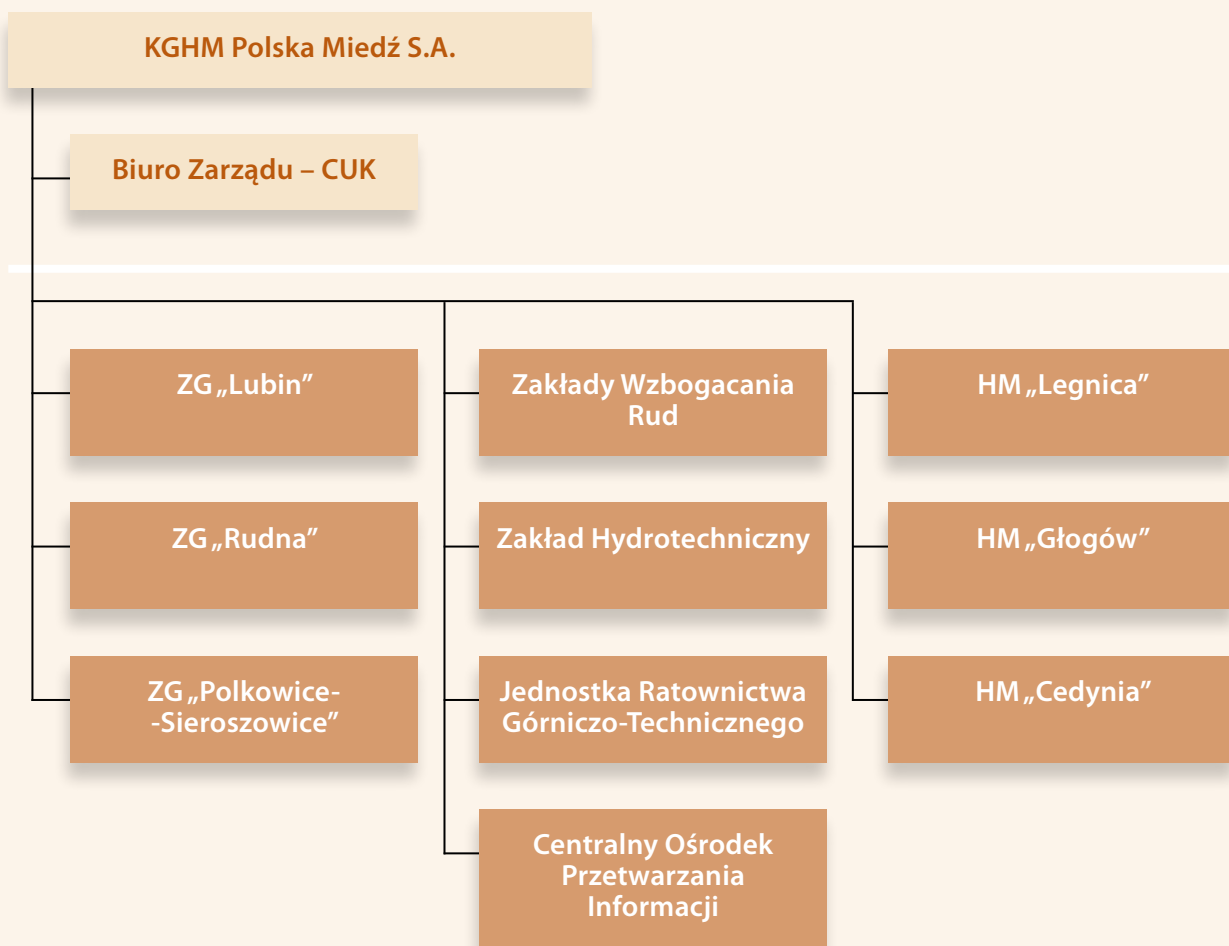 KGHM Polska Miedź S.A.
Biuro Zarządu – CUK
ZG „Lubin”
ZG „Rudna”
ZG „Polkowice-
-Sieroszowice”
Zakłady Wzbogacania
Rud
Zakład Hydrotechniczny
Jednostka Ratownictwa
Górniczo-Technicznego
Centralny Ośrodek
Przetwarzania
Informacji
HM „Legnica”
HM „Głogów”
HM „Cedynia”